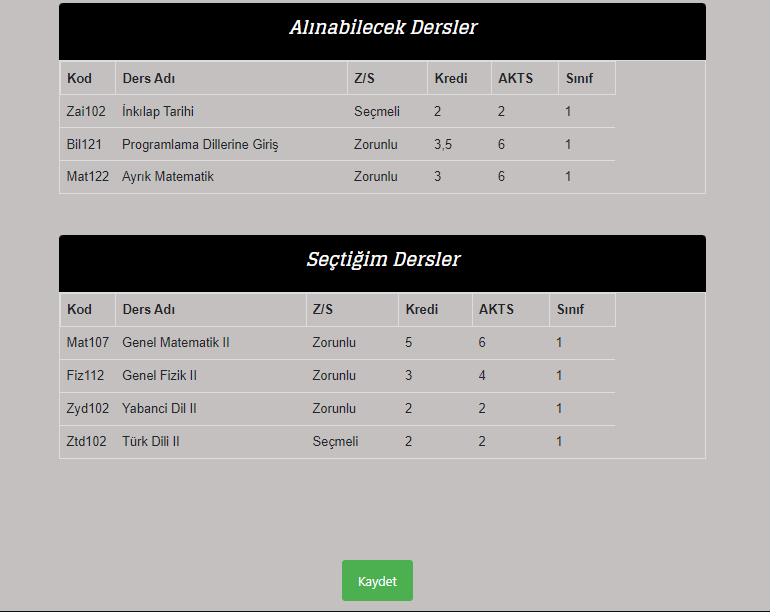 Alınabilecek Dersler
Kod Ders Adı Z/S Kredi AKTS Sınıf
Zai102 İnkılap Tarihi Seçmeli 2 2 1
Bil121 Programlama Dillerine Giriş Zorunlu 3,5 6 1
Mat122 Ayrık Matematik Zorunlu 3 6 1
Seçtiğim Dersler
Kod Ders Adı Z/S Kredi AKTS Sınıf
Mat107 Genel Matematik II Zorunlu 5 6 1
Fiz112 Genel Fizik II Zorunlu 3 4 1
Zyd102 Yabanci Dil II Zorunlu 2 2 1
Ztd102 Türk Dili II Seçmeli 2 2 1
Kaydet